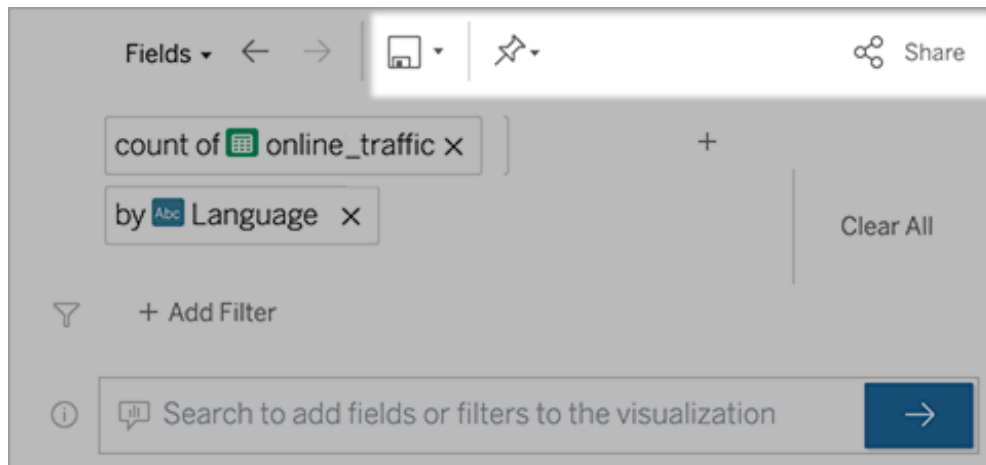 Fields
Share
count of online_traffic
by Abc Language
Clear All
+ Add Filter
Search to add fields or filters to the visualization